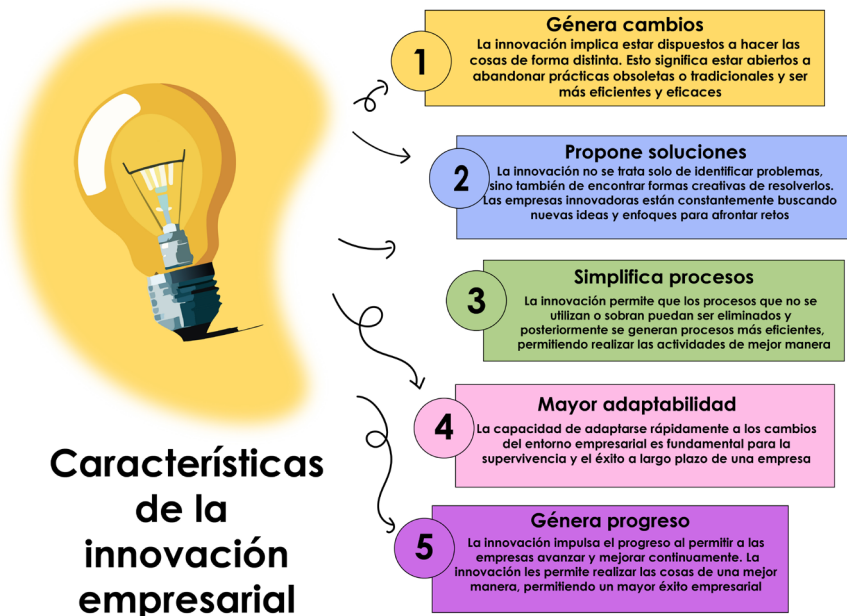 Características
de la
innovación
empresarial
1
Génera cambios
La innovación implica estar dispuestos a hacer las
cosas de forma distinta. Esto significa estar abiertos a
abandonar prácticas obsoletas o tradicionales y ser
más eficientes y eficaces
2
Propone soluciones
La innovación no se trata solo de identificar problemas,
sino también de encontrar formas creativas de resolverlos.
Las empresas innovadoras están constantemente buscando
nuevas ideas y enfoques para afrontar retos
3
Simplifica procesos
La innovación permite que los procesos que no se
utilizan o sobran puedan ser eliminados y
posteriormente se generan procesos más eficientes,
permitiendo realizar las actividades de mejor manera
4
Mayor adaptabilidad
La capacidad de adaptarse rápidamente a los cambios
del entorno empresarial es fundamental para la
supervivencia y el éxito a largo plazo de una empresa
5
Génera progreso
La innovación impulsa el progreso al permitir a las
empresas avanzar y mejorar continuamente. La
innovación les permite realizar las cosas de una mejor
manera, permitiendo un mayor éxito empresarial